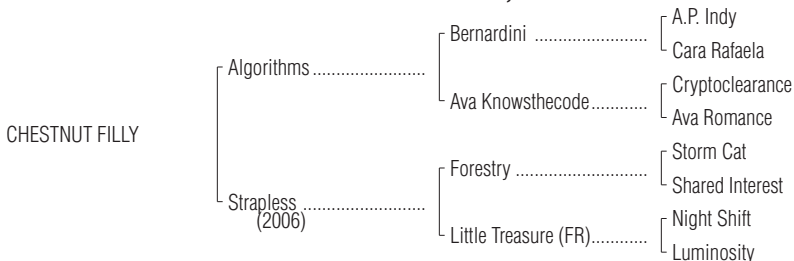 A.P. Indy
Bernardini ........................
Cara Rafaela
Algorithms ........................
Cryptoclearance
Ava Knowsthecode............
Ava Romance
CHESTNUT FILLY
Storm Cat
Forestry ............................
Shared Interest
Strapless ..........................
(2006)
Night Shift
Little Treasure (FR)............
Luminosity